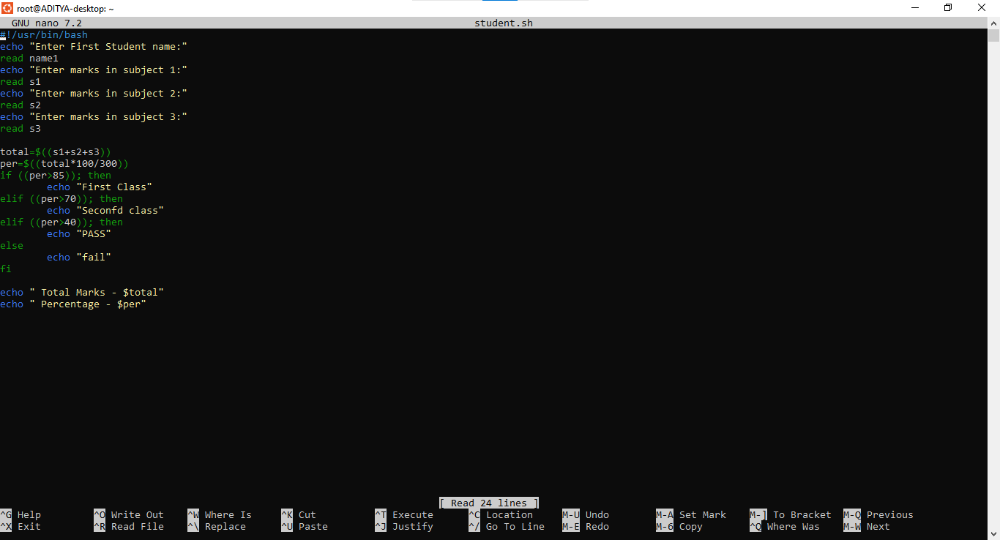 root@ADITYA-desktop: ~
GNU nano 7.2 student.sh
#!/usr/bin/bash
echo "Enter First Student name:"
read name1
echo "Enter marks in subject 1:"
read s1
echo "Enter marks in subject 2:"
read s2
echo "Enter marks in subject 3:"
read s3

total=$((s1+s2+s3))
per=$((total*100/300))
if ((per>85)); then
        echo "First Class"
elif ((per>70)); then
        echo "Seconfd class"
elif ((per>40)); then
        echo "PASS"
else
        echo "fail"
fi

echo " Total Marks - $total"
echo " Percentage - $per"
[ Read 24 lines ]
^G Help ^O Write Out ^W Where Is ^K Cut ^T Execute ^C Location M-U Undo M-A Set Mark M-] To Bracket M-Q Previous
^X Exit ^R Read File ^\ Replace ^U Paste ^J Justify ^/ Go To Line M-E Redo M-6 Copy ^Q Where Was M-W Next